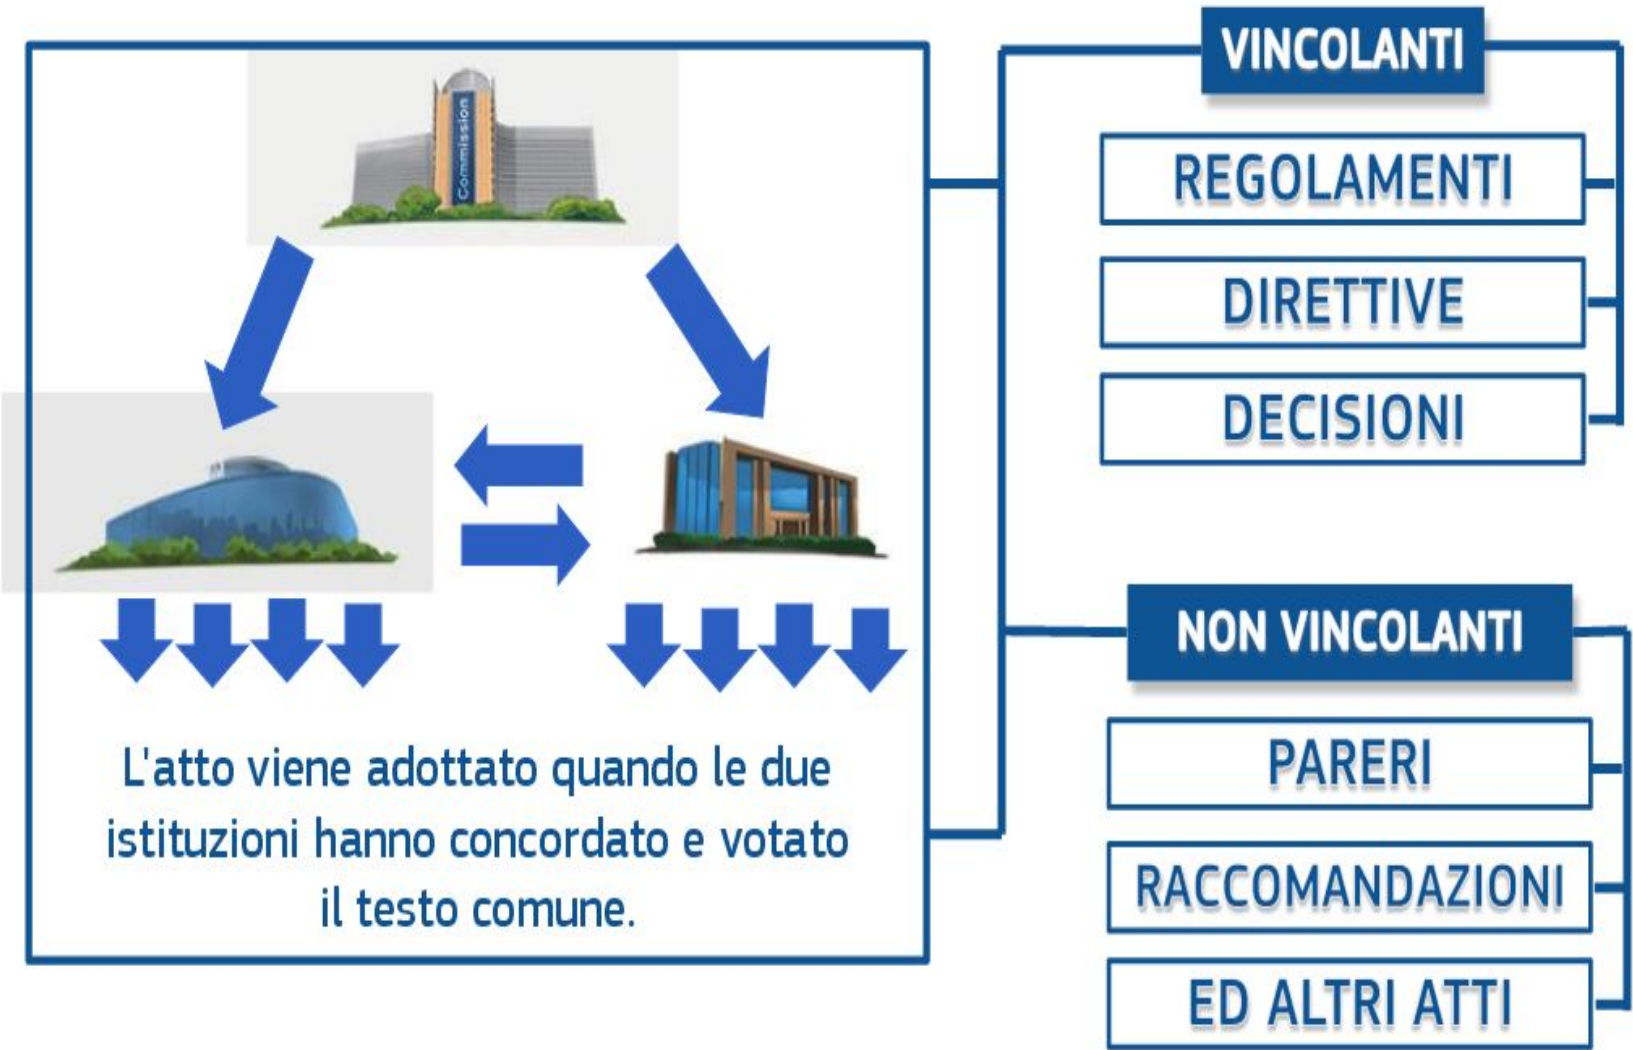 Commission
L'atto viene adottato quando le due
istituzioni hanno concordato e votato
il testo comune.
VINCOLANTI
REGOLAMENTI
DIRETTIVE
DECISIONI
NON VINCOLANTI
PARERI
RACCOMANDAZIONI
ED ALTRI ATTI